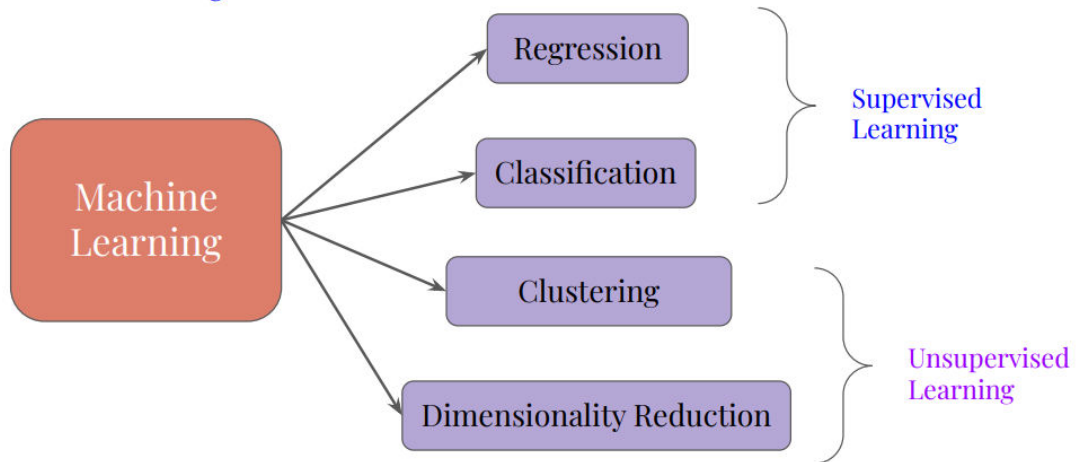 Regression
Supervised
Learning
Classification
Machine
Learning
Clustering
Unsupervised
Learning
Dimensionality Reduction